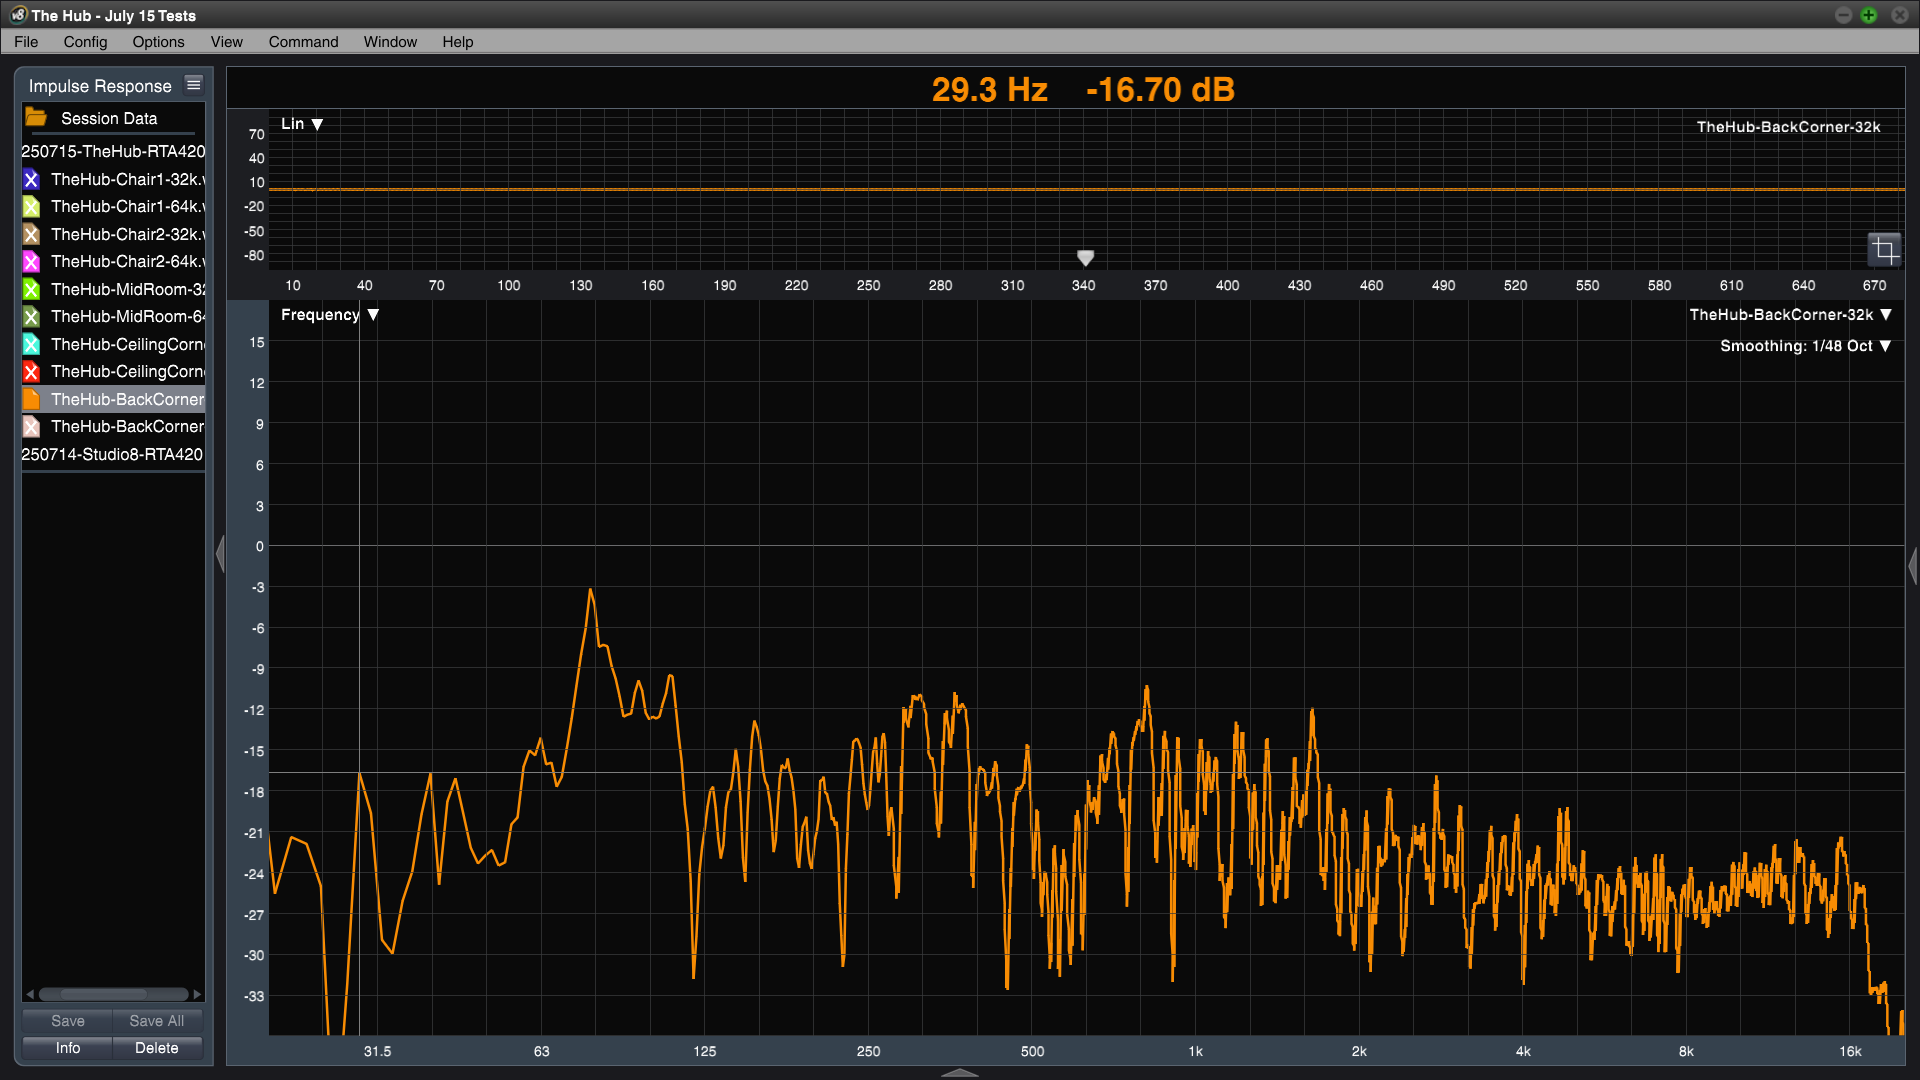 v8 The Hub - July 15 Tests
File Config Options View Command Window Help
Impulse Response
Session Data
250715-TheHub-RTA420
TheHub-Chair1-32k.w
TheHub-Chair1-64k.w
TheHub-Chair2-32k.w
TheHub-Chair2-64k.w
TheHub-MidRoom-32
TheHub-MidRoom-64
TheHub-CeilingCorn
TheHub-CeilingCorn
TheHub-BackCorner
TheHub-BackCorner
250714-Studio8-RTA420
Save Save All
Info Delete
29.3 Hz -16.70 dB
Lin ▼
TheHub-BackCorner-32k
70
40
10
-20
-50
-80
10 40 70 100 130 160 190 220 250 280 310 340 370 400 430 460 490 520 550 580 610 640 670
Frequency ▼
TheHub-BackCorner-32k ▼
Smoothing: 1/48 Oct ▼
15
12
9
6
3
0
-3
-6
-9
-12
-15
-18
-21
-24
-27
-30
-33
31.5 63 125 250 500 1k 2k 4k 8k 16k